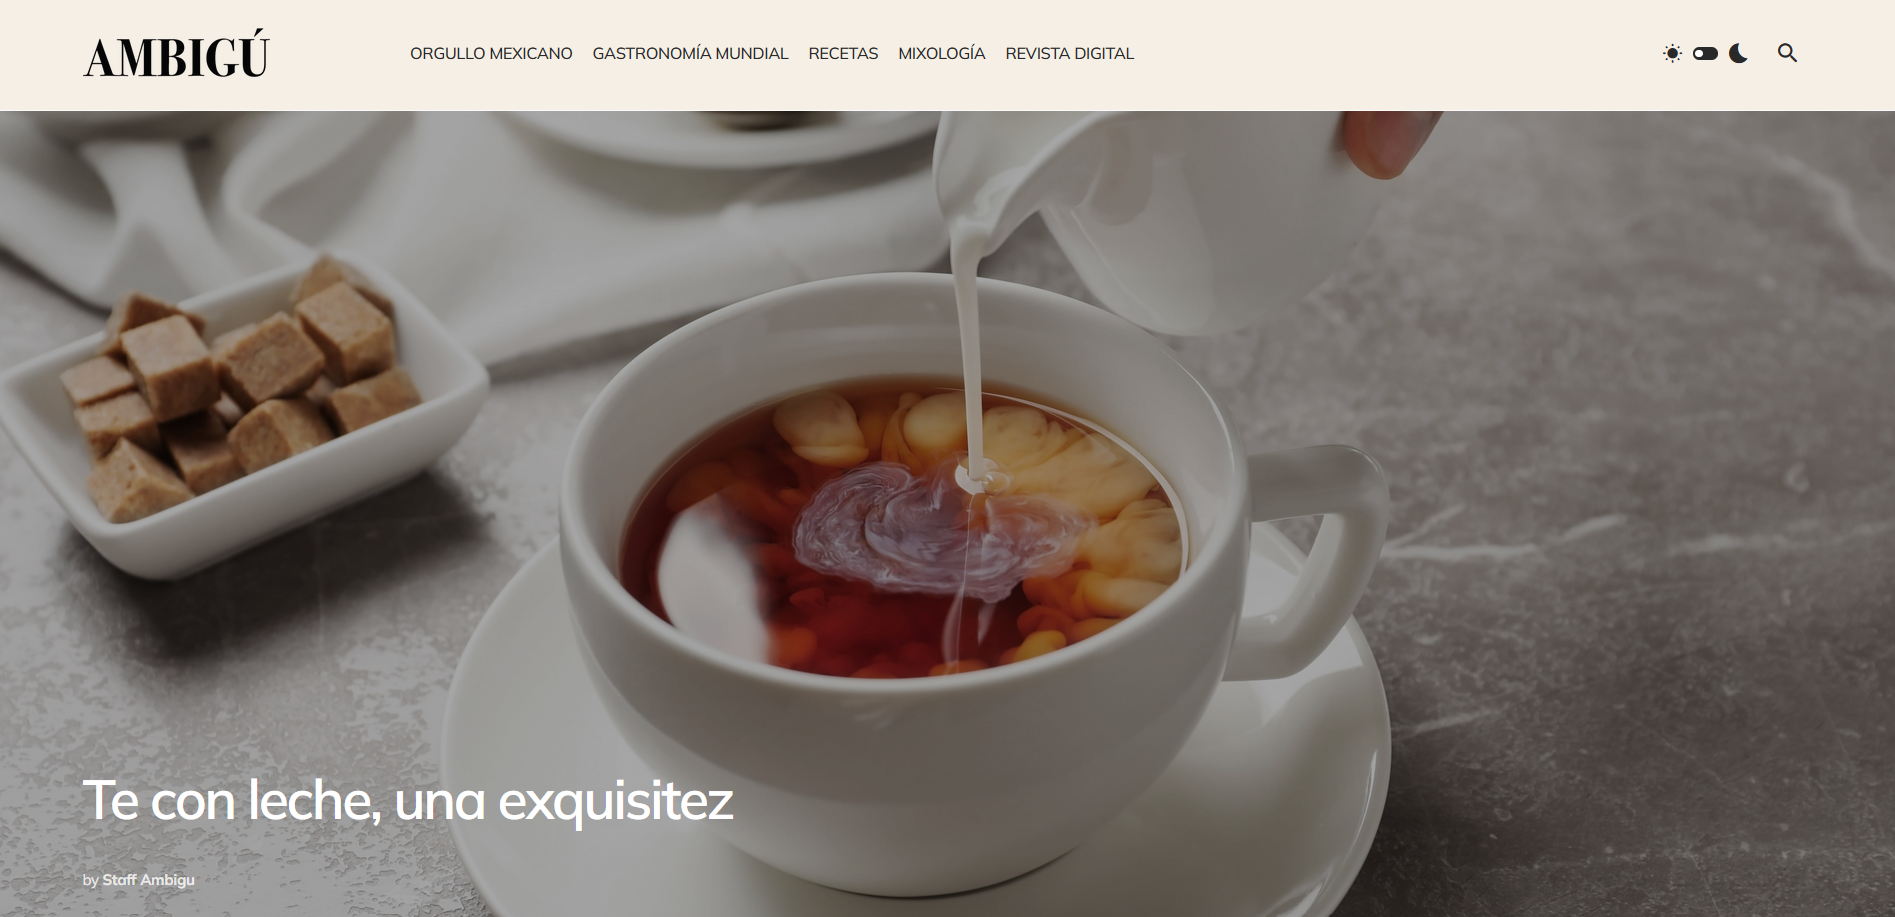 AMBIGÚ
ORGULLO MEXICANO GASTRONOMÍA MUNDIAL RECETAS MIXOLOGÍA REVISTA DIGITAL
Te con leche, una exquisitez
by Staff Ambigu